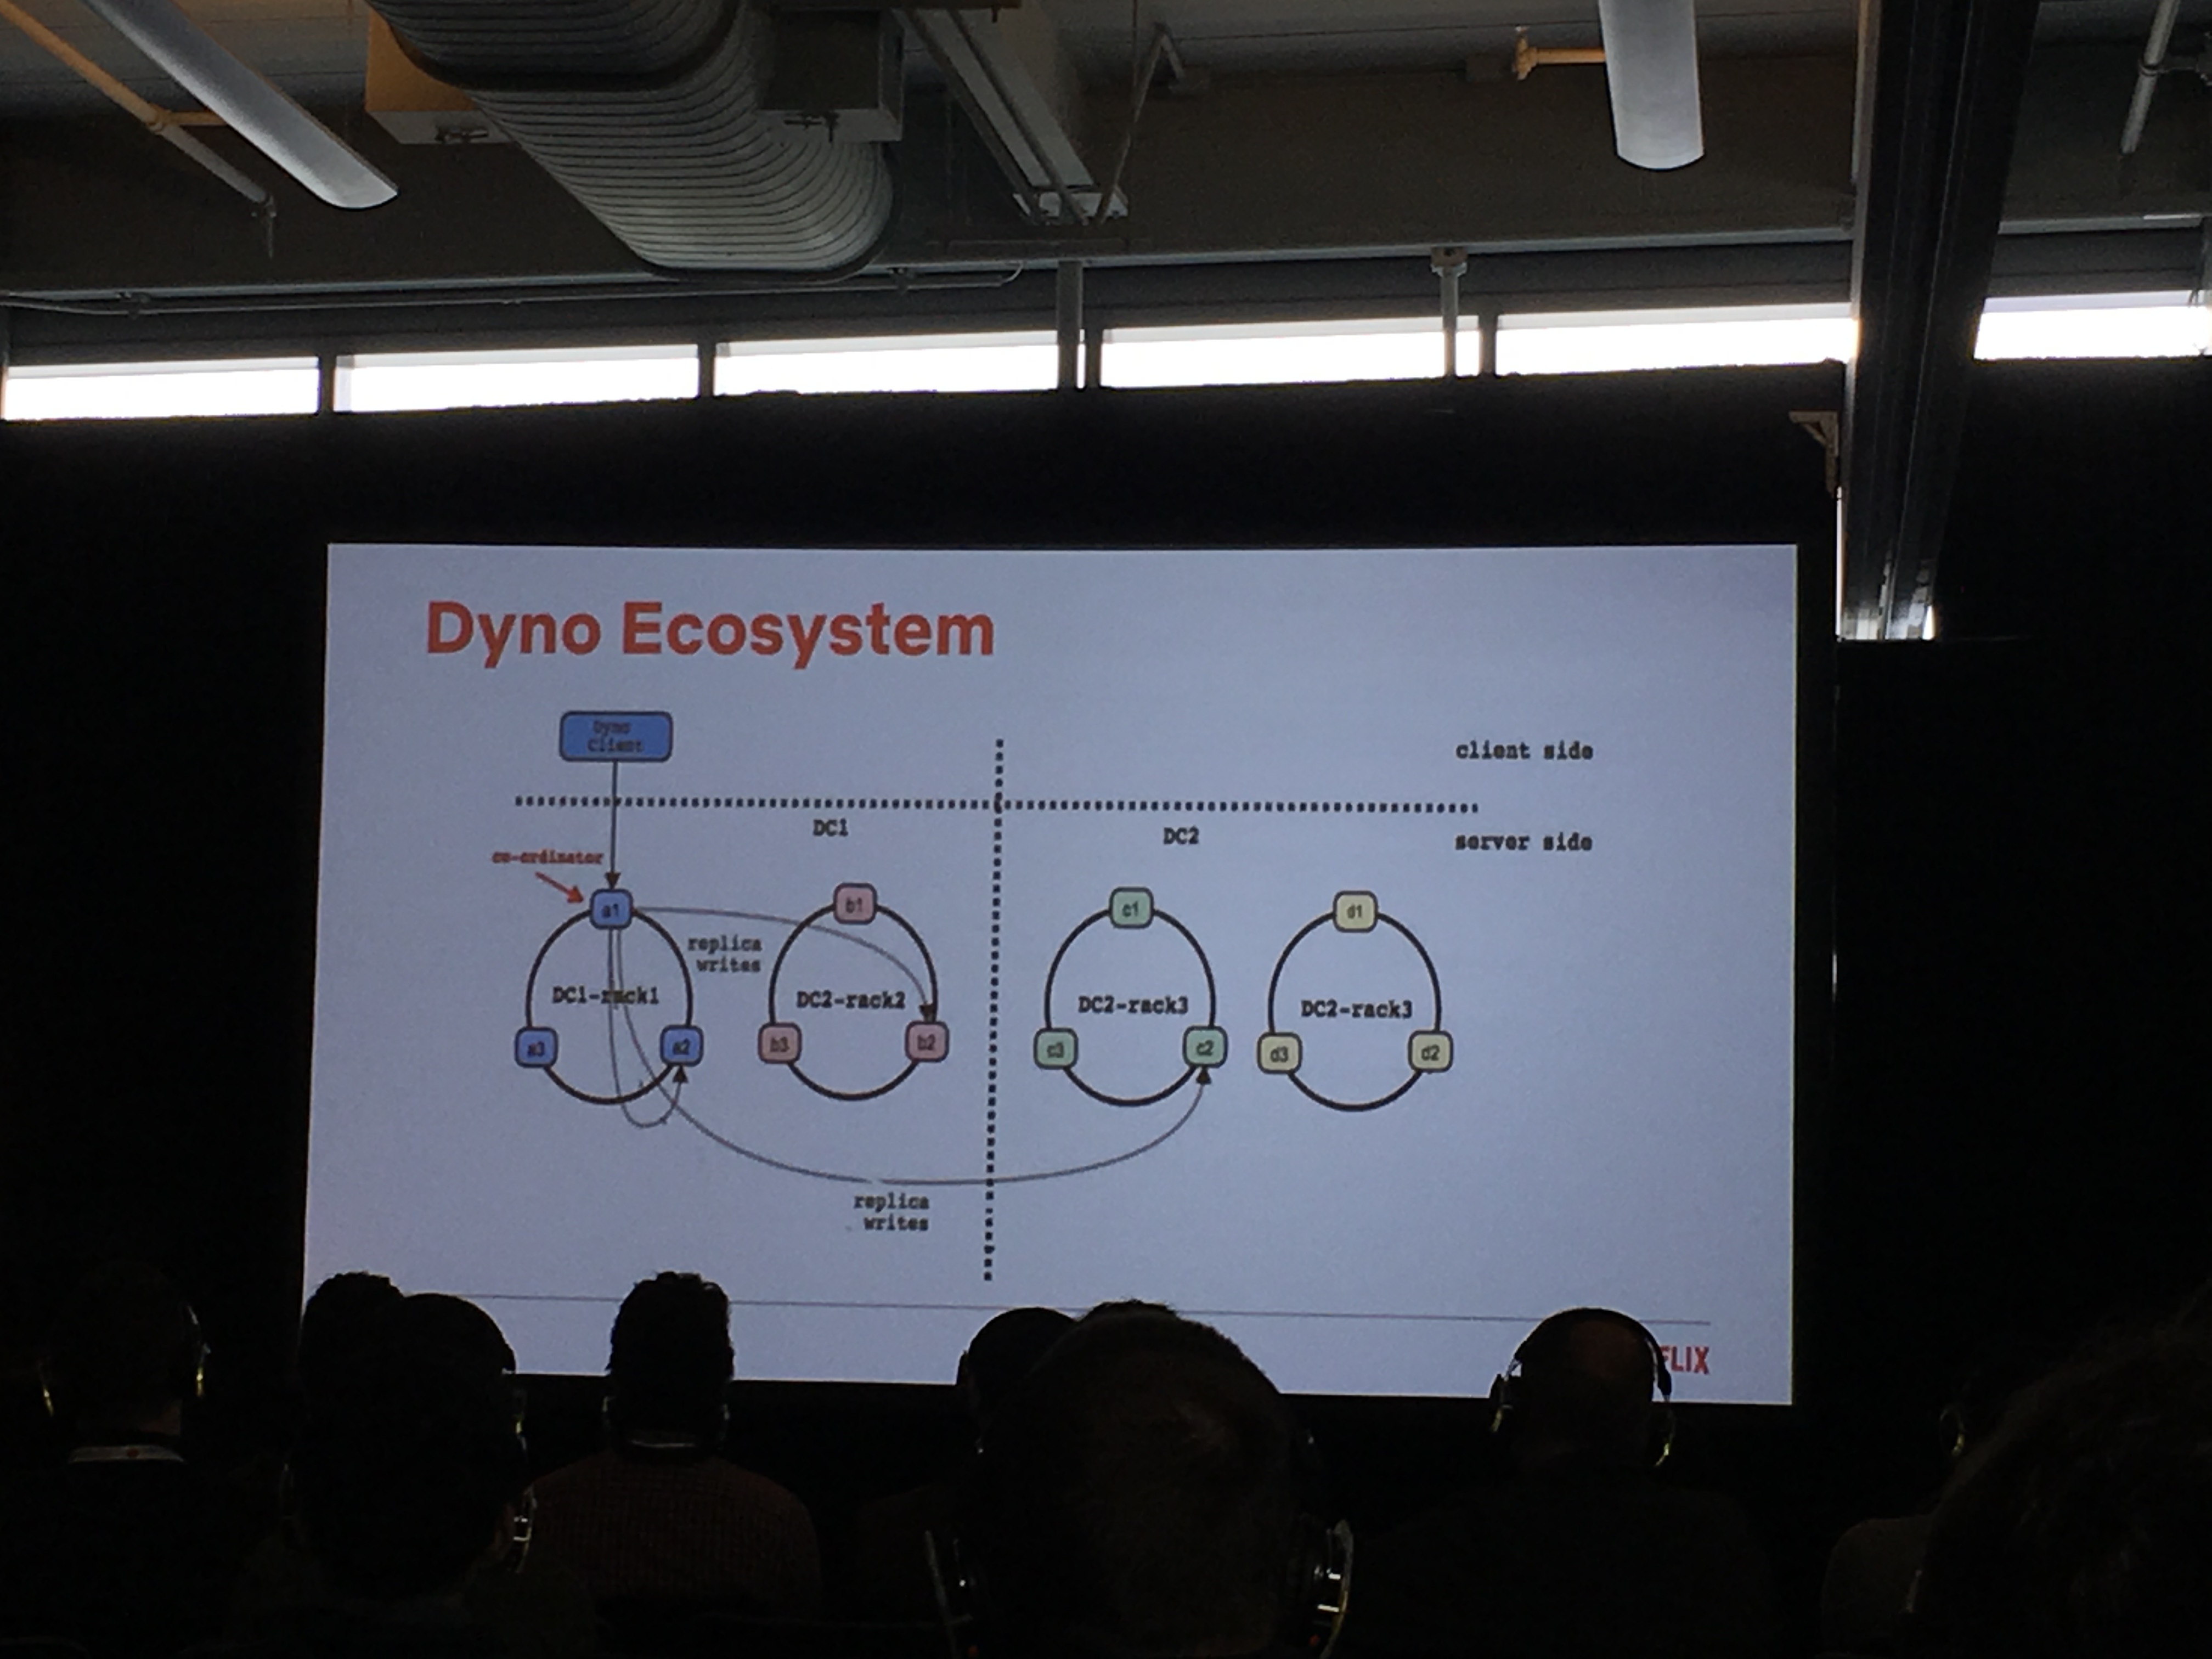 Dyno Ecosystem
Dyno
Client
client side
DC1
DC2
server side
co-ordinator
a1
b1
c1
d1
replica
writes
DC1-rack1
DC2-rack2
DC2-rack3
DC2-rack3
a3
a2
b3
b2
c3
c2
d3
d2
replica
writes
FLIX